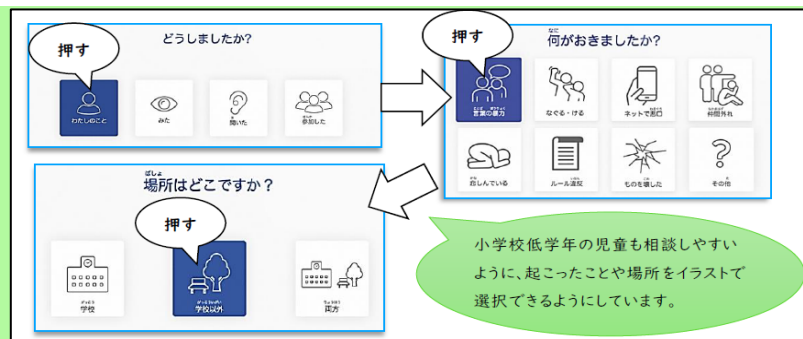 どうしましたか?
押す
わたしのこと
みた
聞いた
参加した
何がおきましたか?
押す
言葉の暴力
なぐる・ける
ネットで悪口
仲間外れ
悲しんでいる
ルール違反
ものを壊した
その他
場所はどこですか?
押す
学校
学校以外
両方
小学校低学年の児童も相談しやすい
ように、起こったことや場所をイラストで
選択できるようにしています。